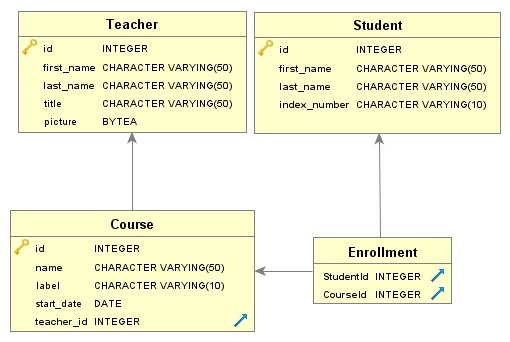 Teacher
id INTEGER
first_name CHARACTER VARYING(50)
last_name CHARACTER VARYING(50)
title CHARACTER VARYING(50)
picture BYTEA
Student
id INTEGER
first_name CHARACTER VARYING(50)
last_name CHARACTER VARYING(50)
index_number CHARACTER VARYING(10)
Course
id INTEGER
name CHARACTER VARYING(50)
label CHARACTER VARYING(10)
start_date DATE
teacher_id INTEGER
Enrollment
StudentId INTEGER
CourseId INTEGER